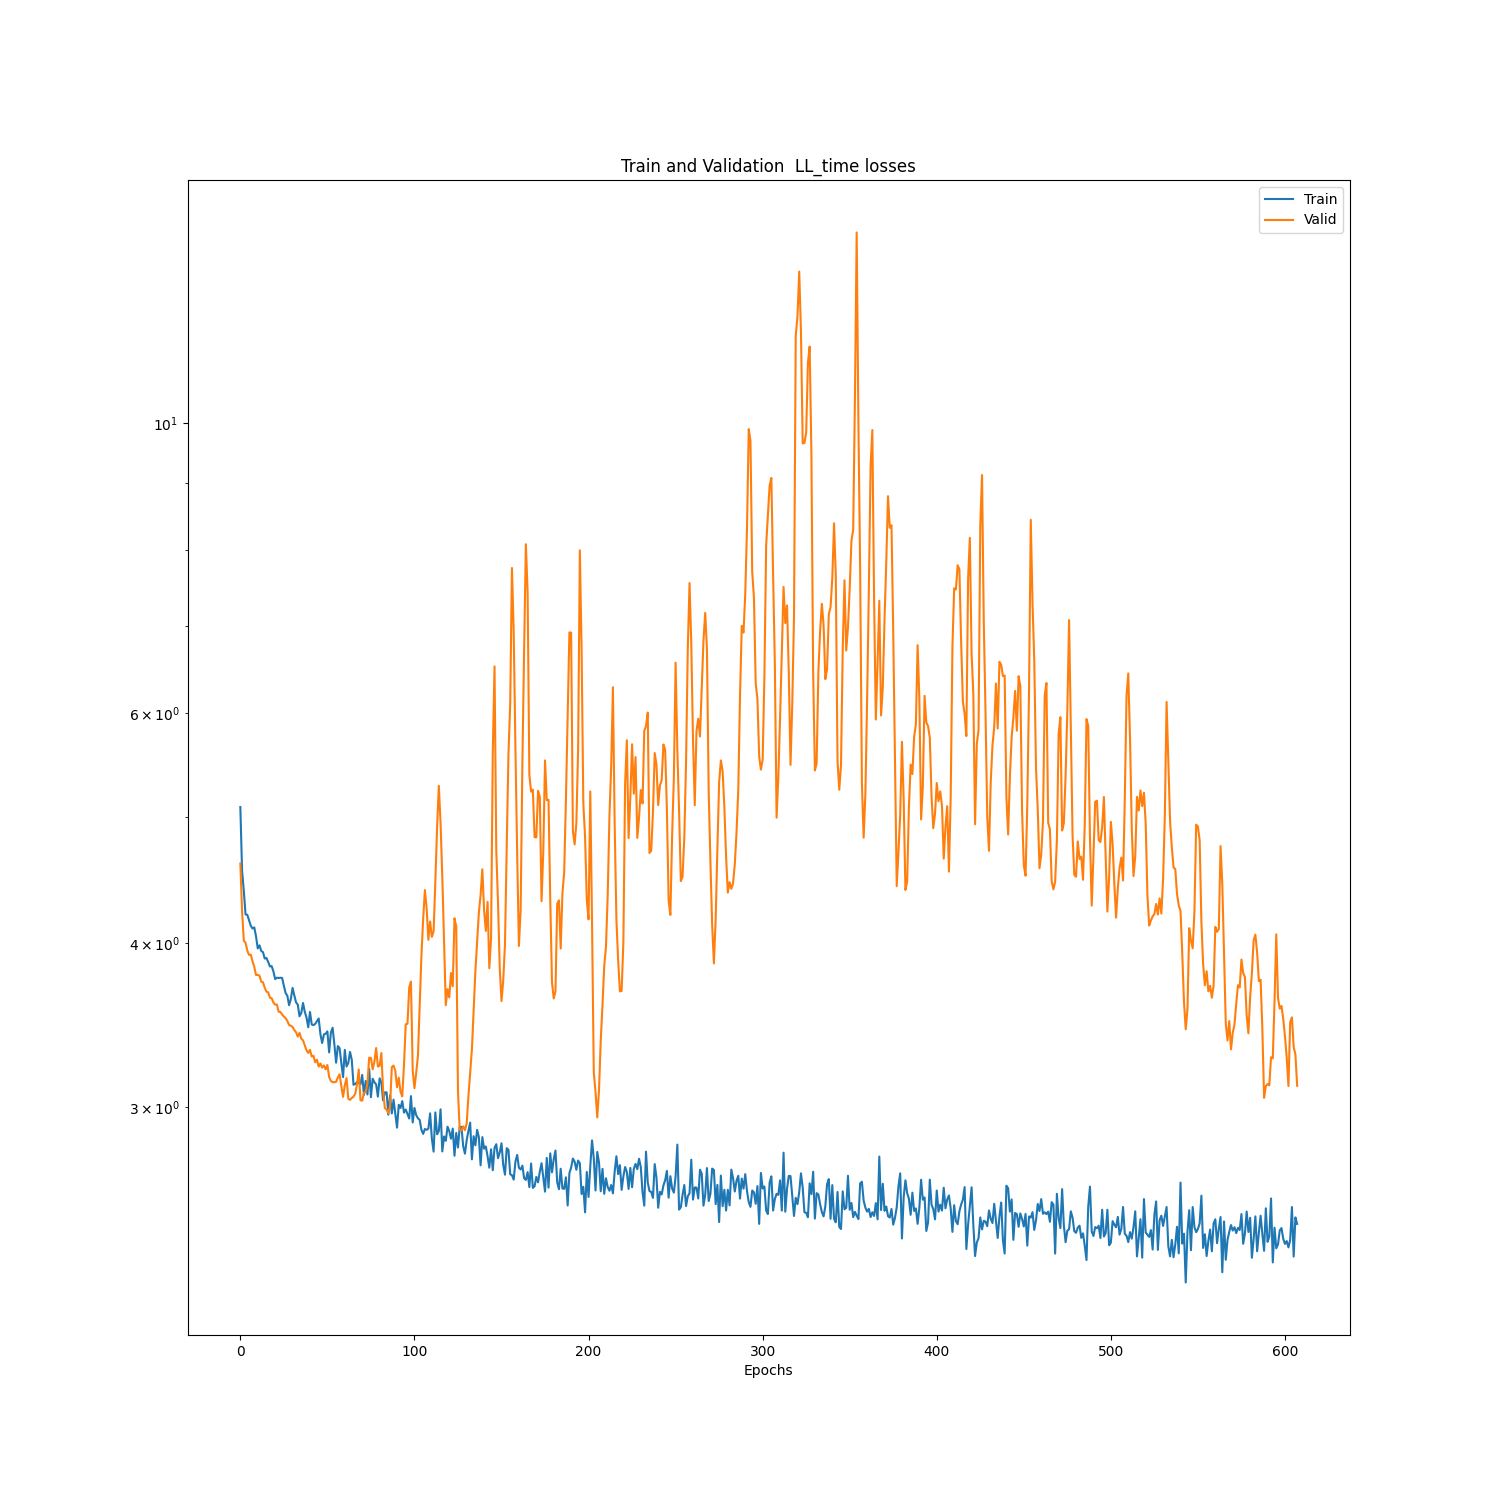 Train and Validation  LL_time losses
Train
Valid
10¹
6 × 10⁰
4 × 10⁰
3 × 10⁰
0 100 200 300 400 500 600
Epochs